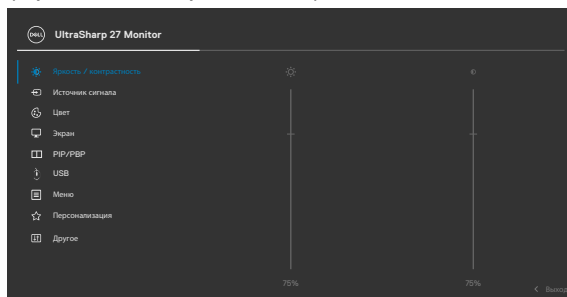 DELL UltraSharp 27 Monitor
Яркость / контрастность
Источник сигнала
Цвет
Экран
PIP/PBP
USB
Меню
Персонализация
Другое
75% 75%
Выход